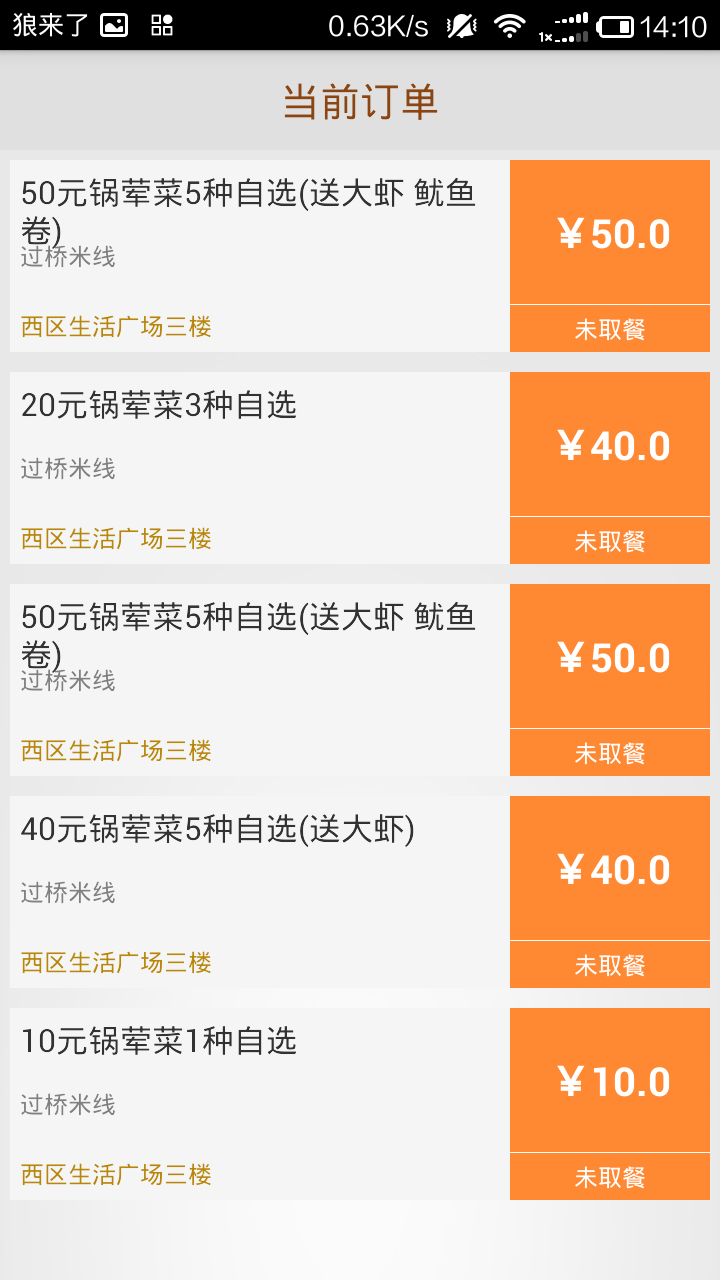 狼来了 0.63K/s 1× 14:10
当前订单
50元锅荤菜5种自选(送大虾 鱿鱼
卷)
过桥米线
西区生活广场三楼
￥50.0
未取餐
20元锅荤菜3种自选
过桥米线
西区生活广场三楼
￥40.0
未取餐
50元锅荤菜5种自选(送大虾 鱿鱼
卷)
过桥米线
西区生活广场三楼
￥50.0
未取餐
40元锅荤菜5种自选(送大虾)
过桥米线
西区生活广场三楼
￥40.0
未取餐
10元锅荤菜1种自选
过桥米线
西区生活广场三楼
￥10.0
未取餐